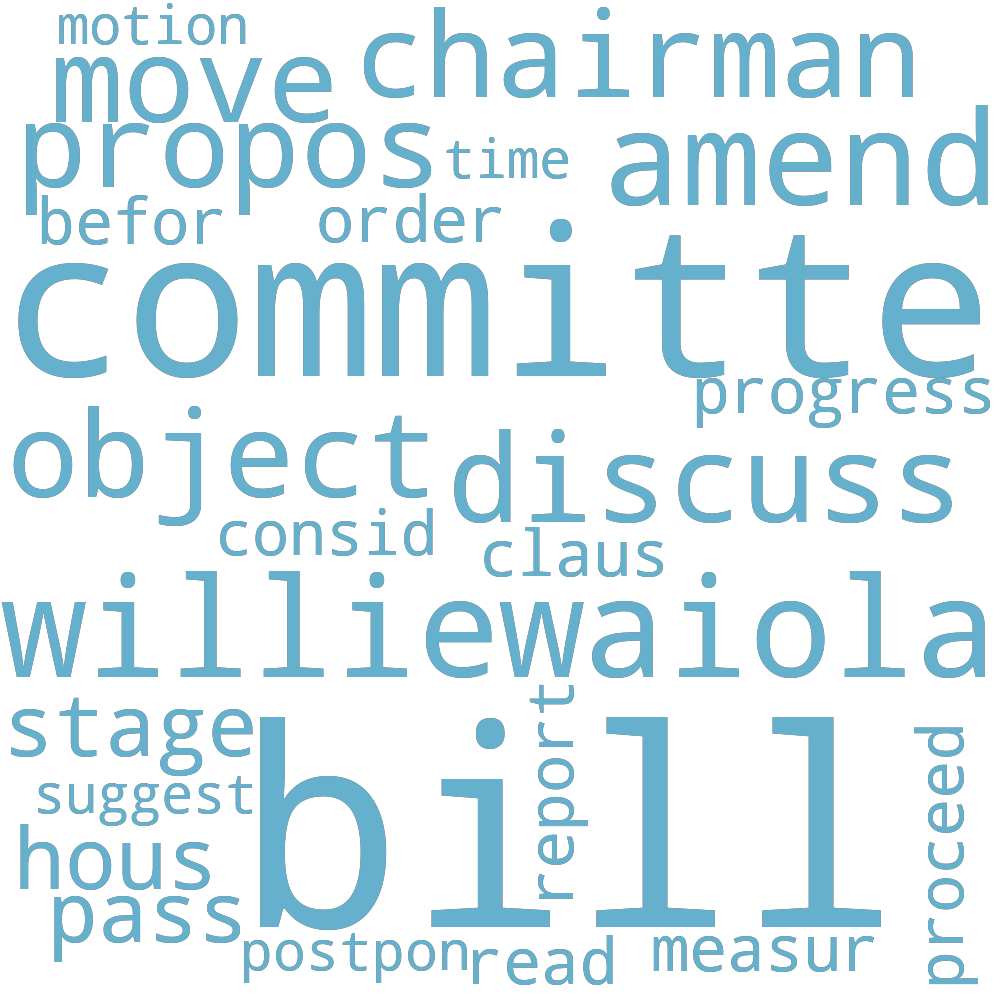 motion
move
chairman
propos
time
amend
befor
order
committe
progress
object
discuss
consid
claus
williewaiola
stage
bill
report
proceed
suggest
hous
pass
postpon
read
measur